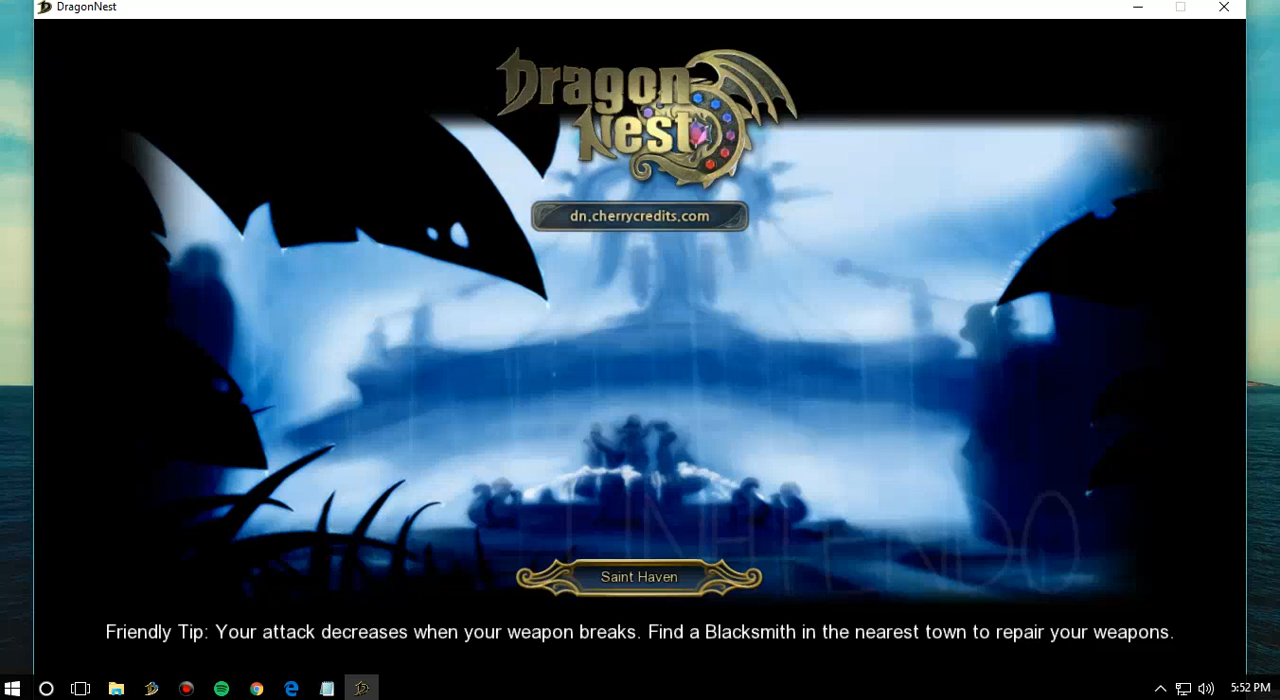 DragonNest
Dragon
Nest
dn.cherrycredits.com
Saint Haven
Friendly Tip: Your attack decreases when your weapon breaks. Find a Blacksmith in the nearest town to repair your weapons.
5:52 PM